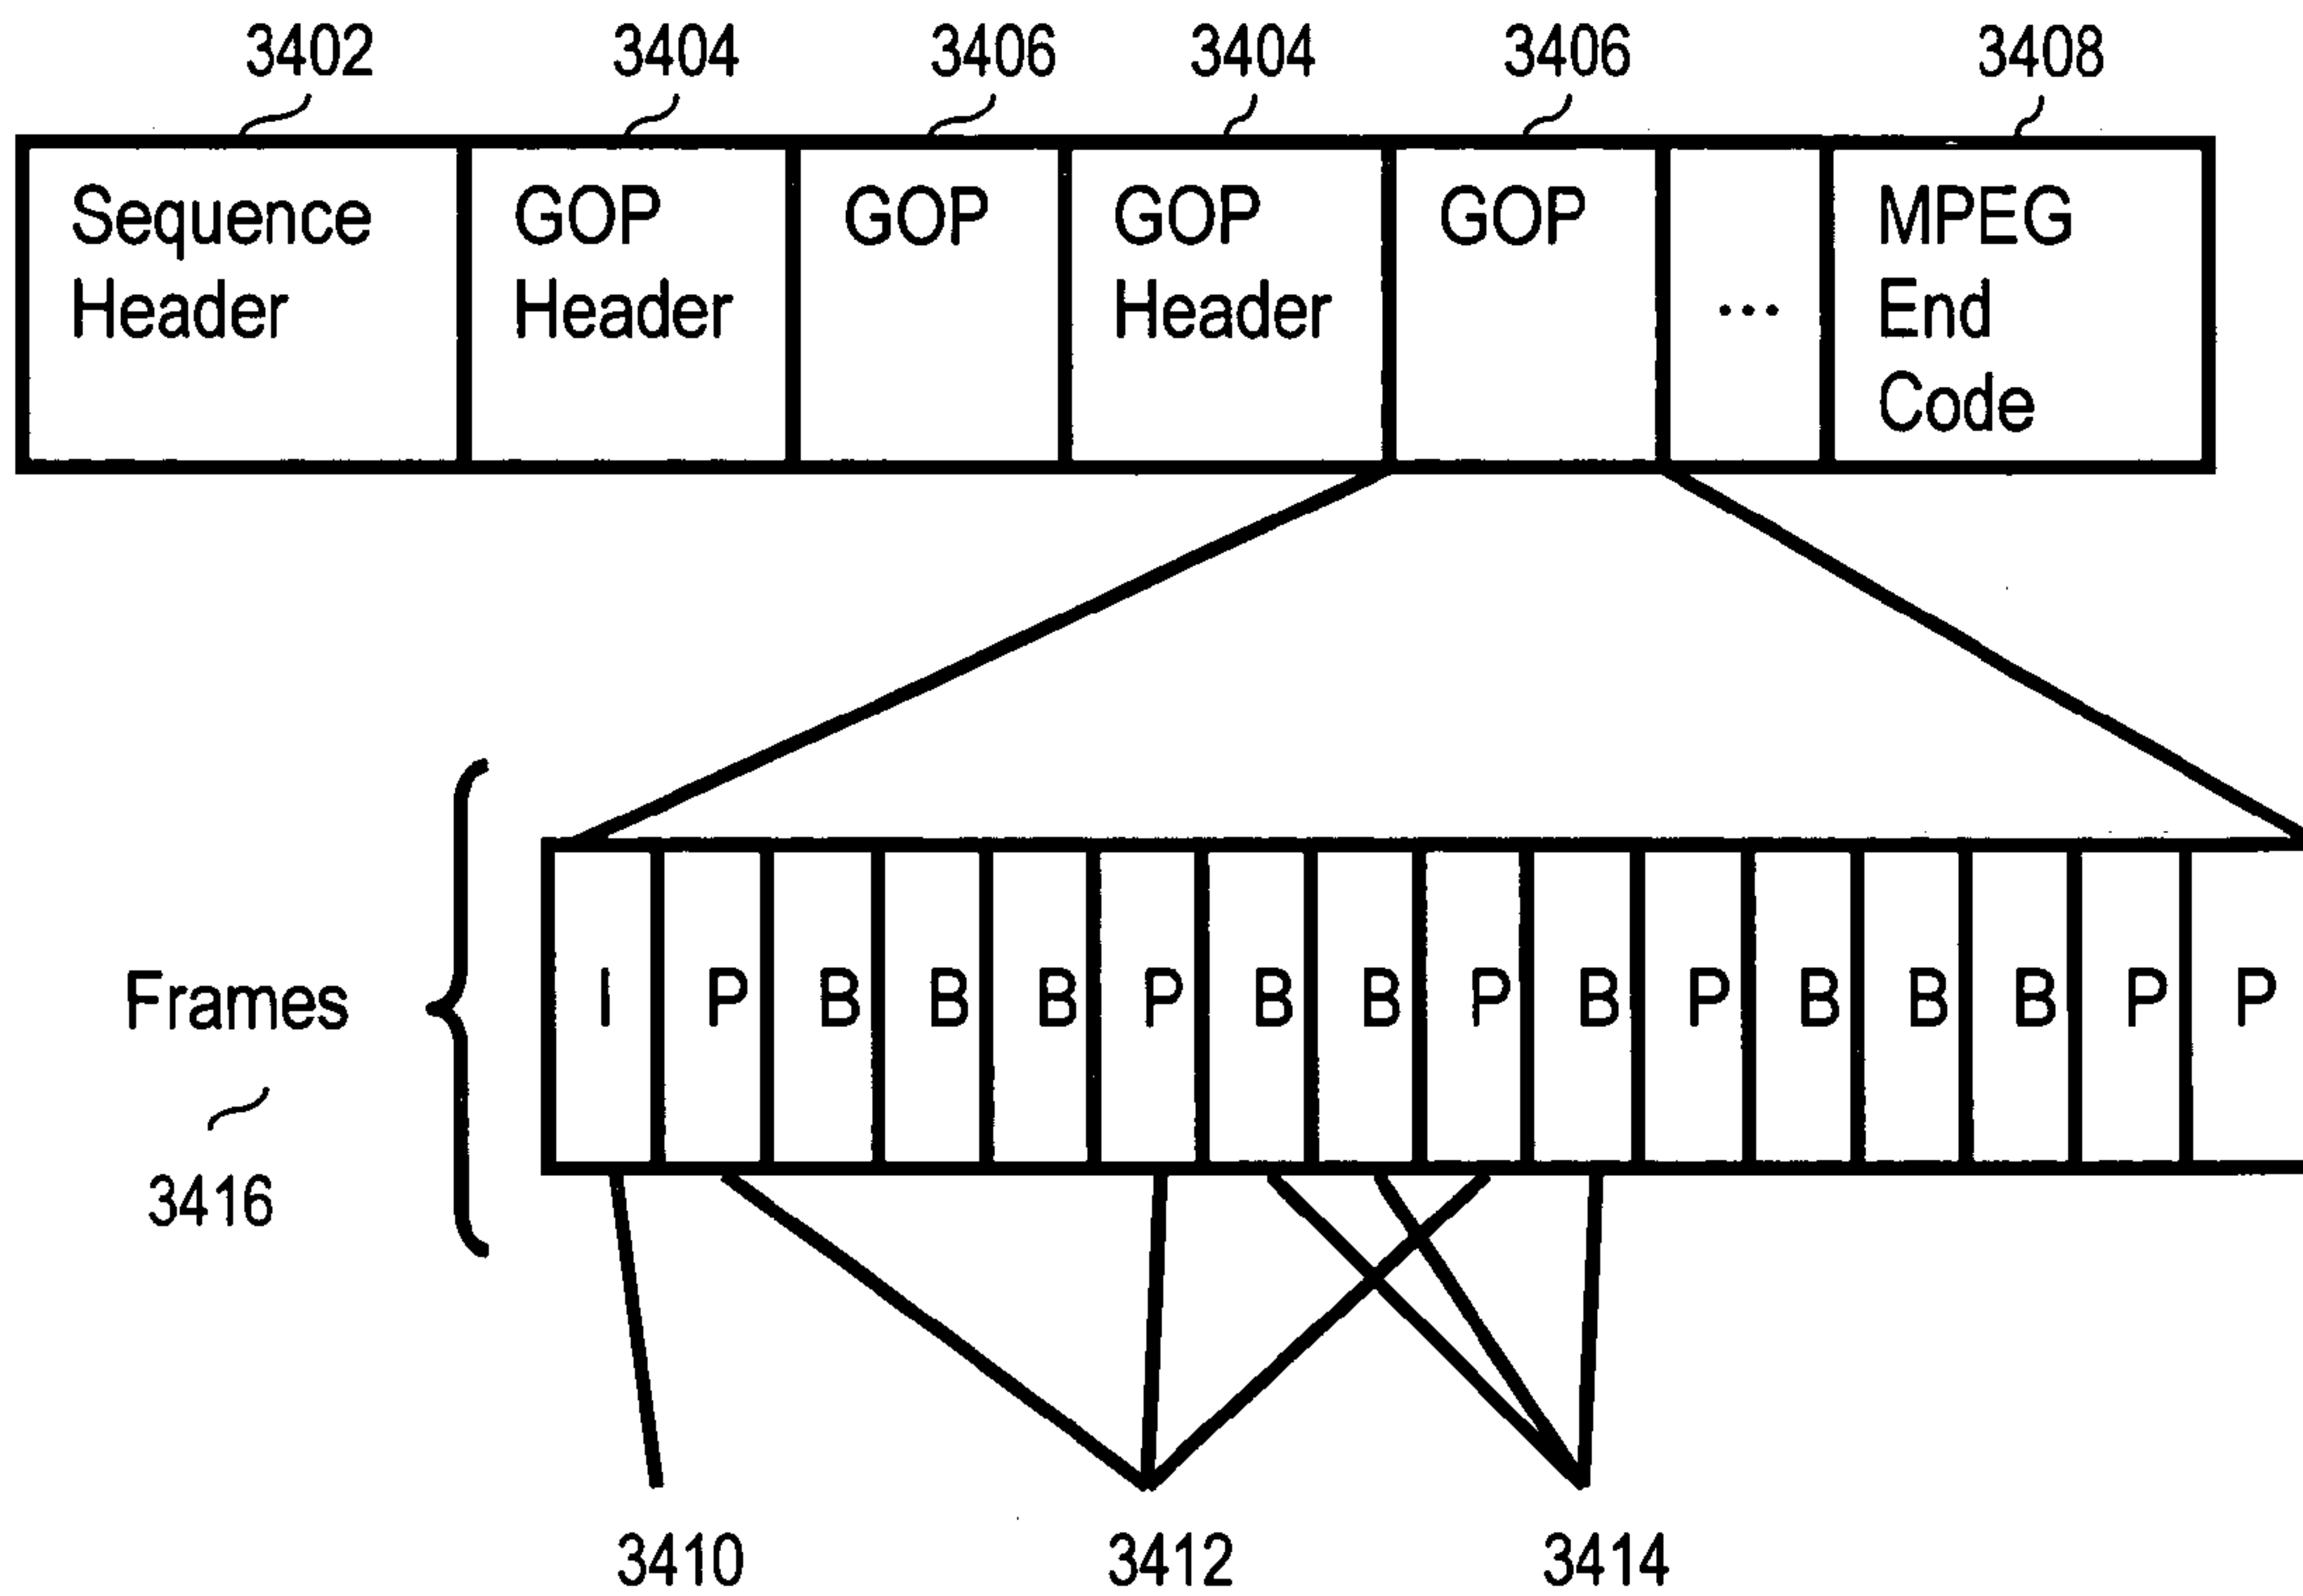 3402 3404 3406 3404 3406 3408
Sequence Header
GOP Header
GOP
GOP Header
GOP
...
MPEG End Code
Frames
3416
I P B B B P B B P B P B B B P P
3410 3412 3414